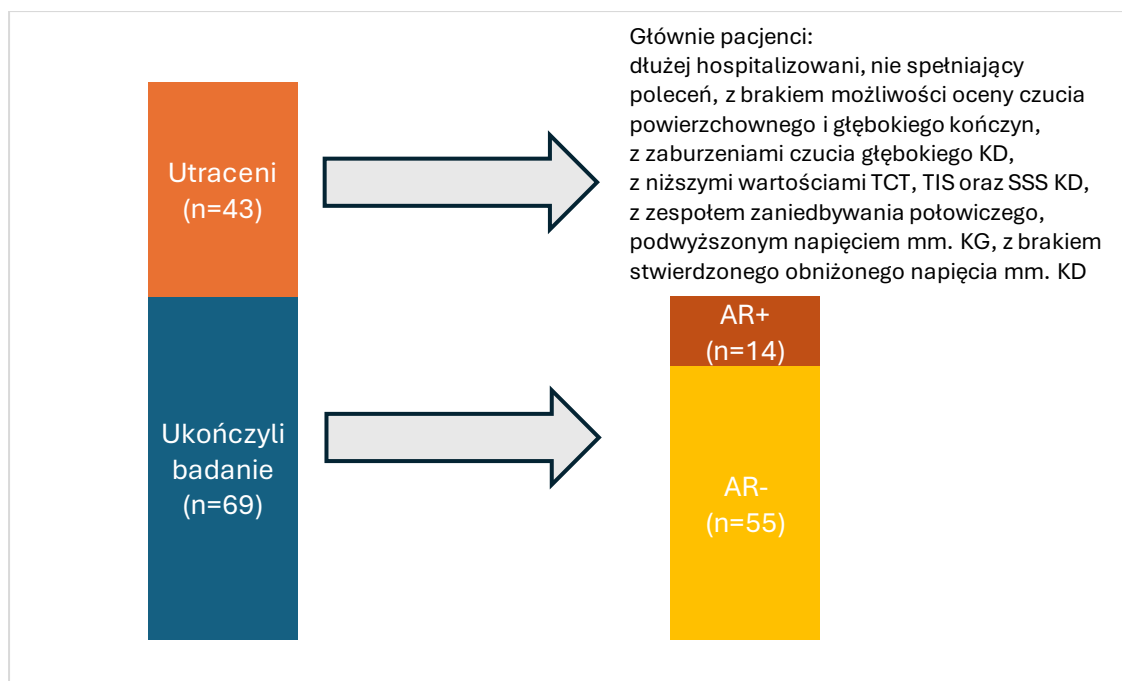 Głównie pacjenci:
dłużej hospitalizowani, nie spełniający
poleceń, z brakiem możliwości oceny czucia
powierzchownego i głębokiego kończyn,
z zaburzeniami czucia głębokiego KD,
z niższymi wartościami TCT, TIS oraz SSS KD,
z zespołem zaniedbywania połowiczego,
podwyższonym napięciem mm. KG, z brakiem
stwierdzonego obniżonego napięcia mm. KD
Utraceni
(n=43)
AR+
(n=14)
Ukończyli
badanie
(n=69)
AR-
(n=55)